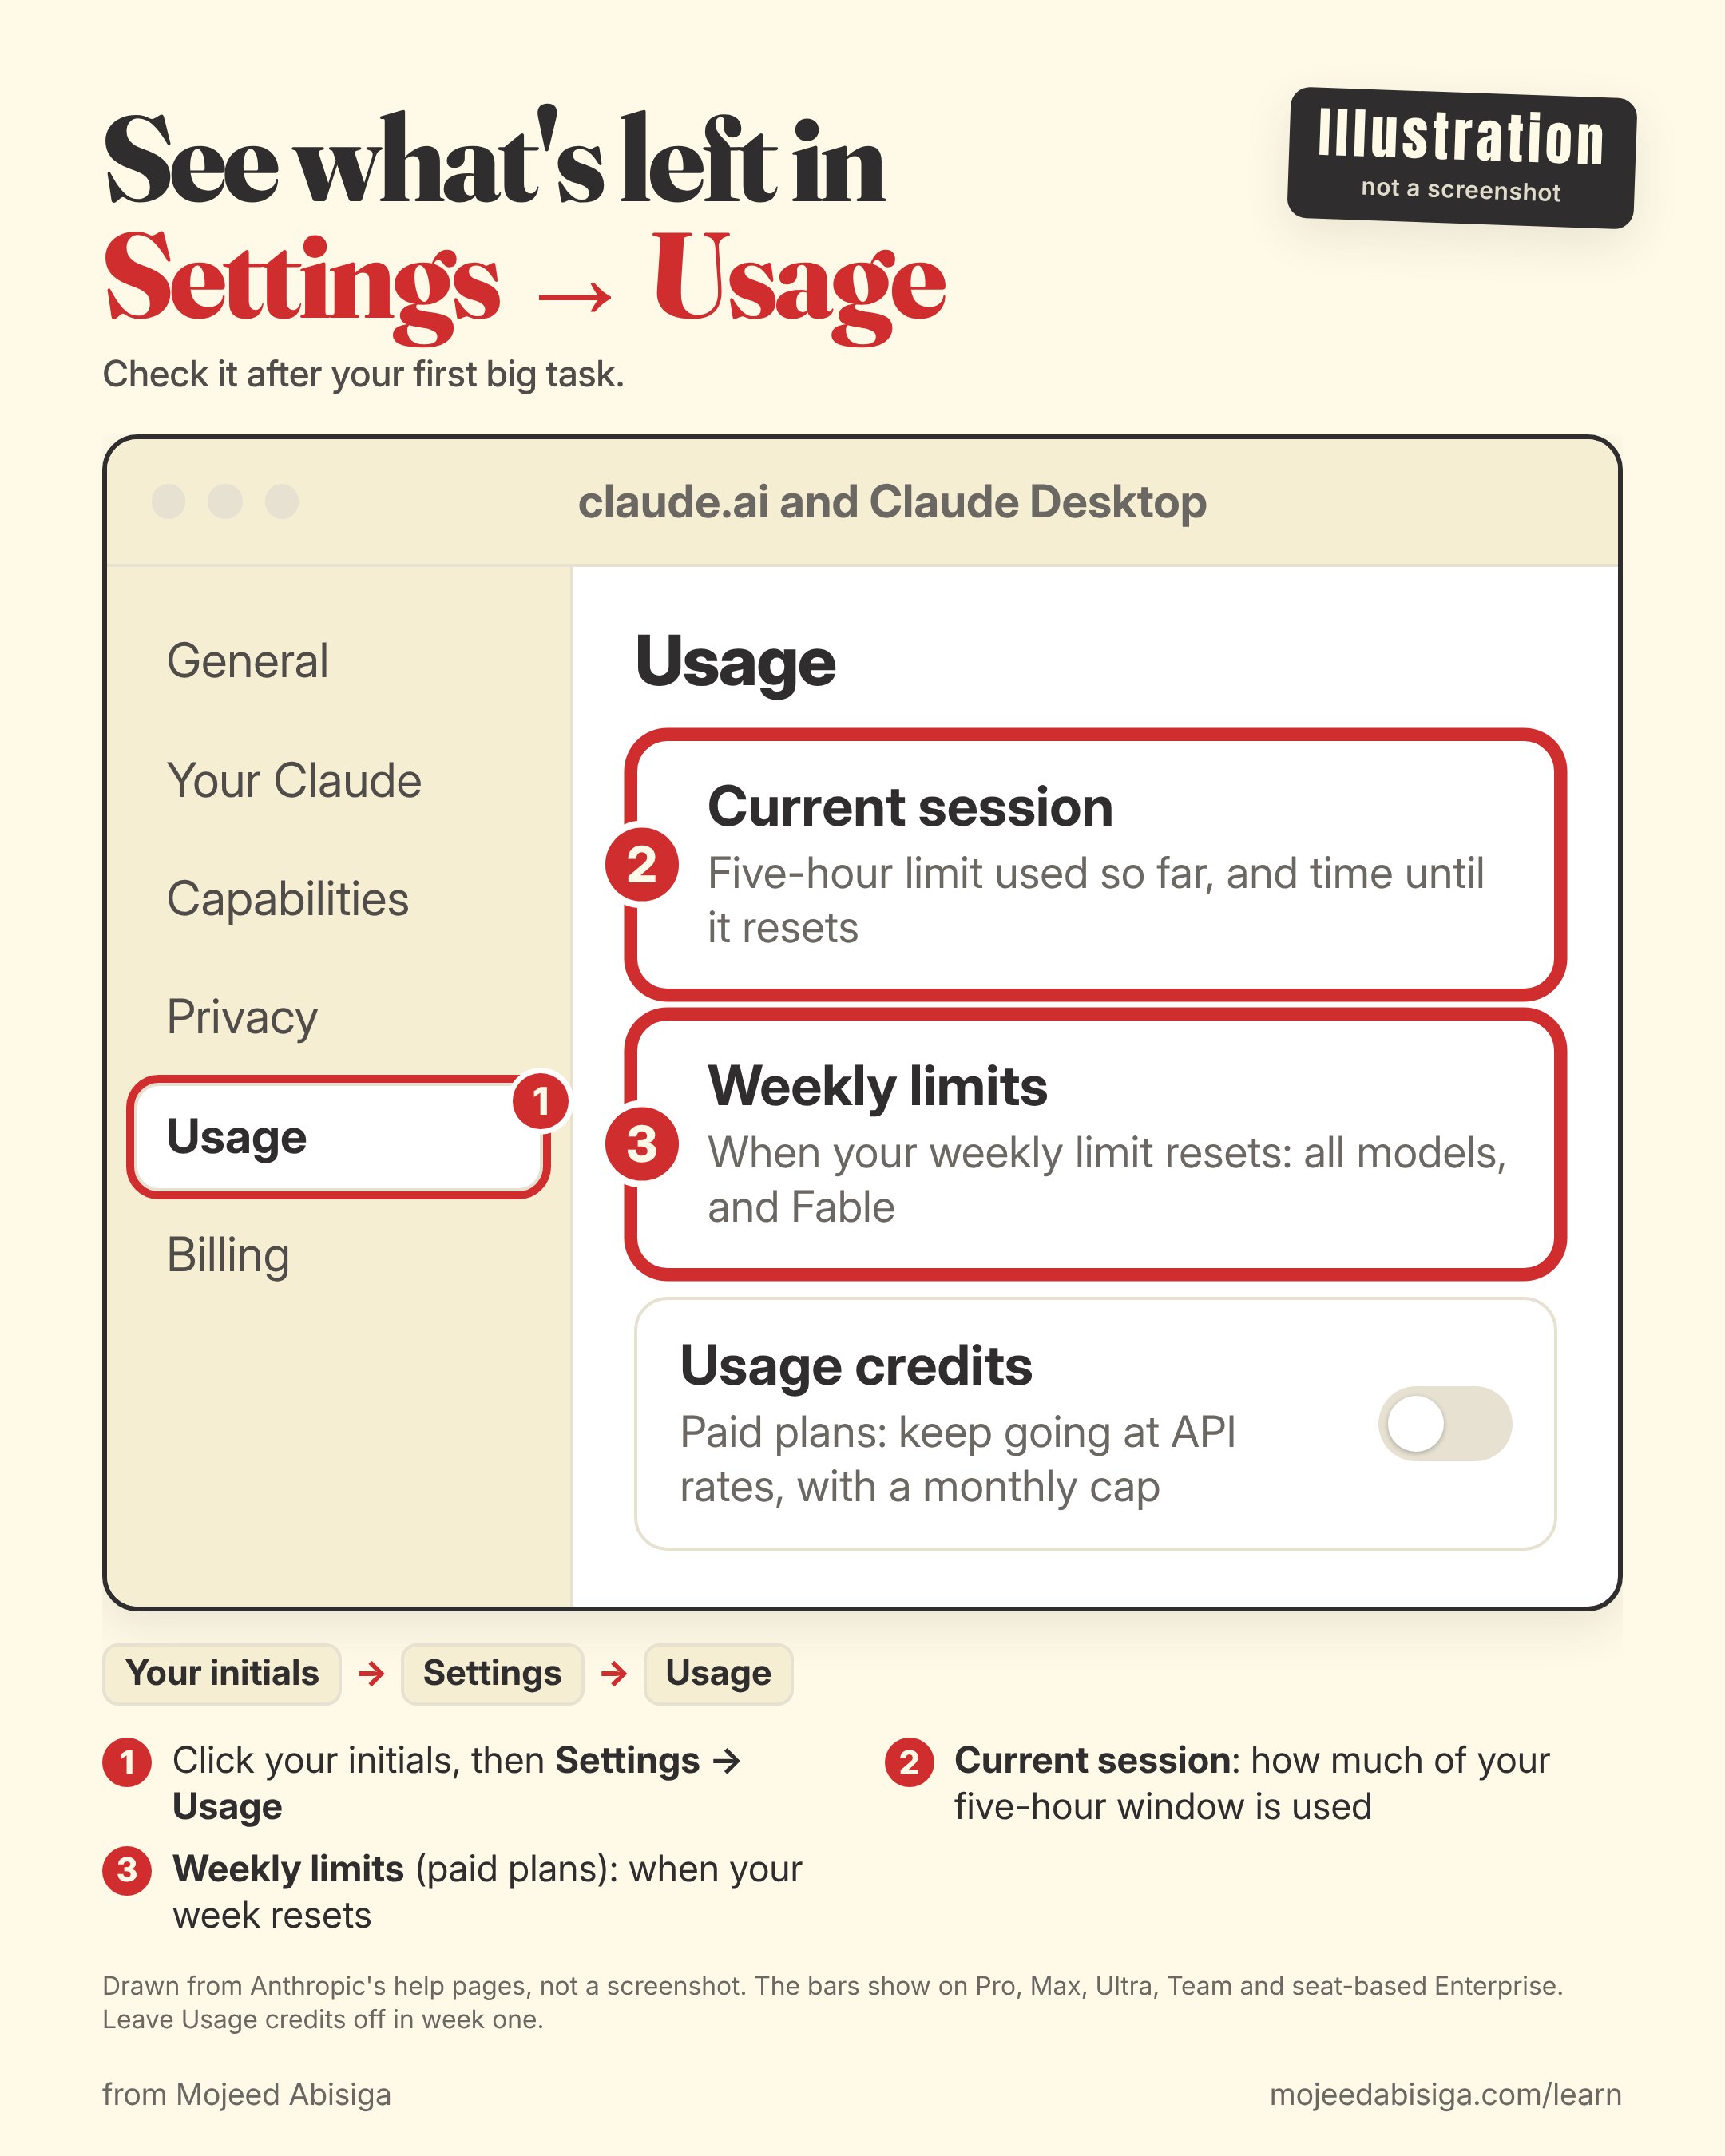 See what's left in
Settings → Usage
Illustration
not a screenshot
Check it after your first big task.
claude.ai and Claude Desktop
General
Your Claude
Capabilities
Privacy
Usage
1
Billing
Usage
2
Current session
Five-hour limit used so far, and time until
it resets
3
Weekly limits
When your weekly limit resets: all models,
and Fable
Usage credits
Paid plans: keep going at API
rates, with a monthly cap
Your initials → Settings → Usage
1 Click your initials, then Settings →
Usage
2 Current session: how much of your
five-hour window is used
3 Weekly limits (paid plans): when your
week resets
Drawn from Anthropic's help pages, not a screenshot. The bars show on Pro, Max, Ultra, Team and seat-based Enterprise.
Leave Usage credits off in week one.
from Mojeed Abisiga
mojeedabisiga.com/learn